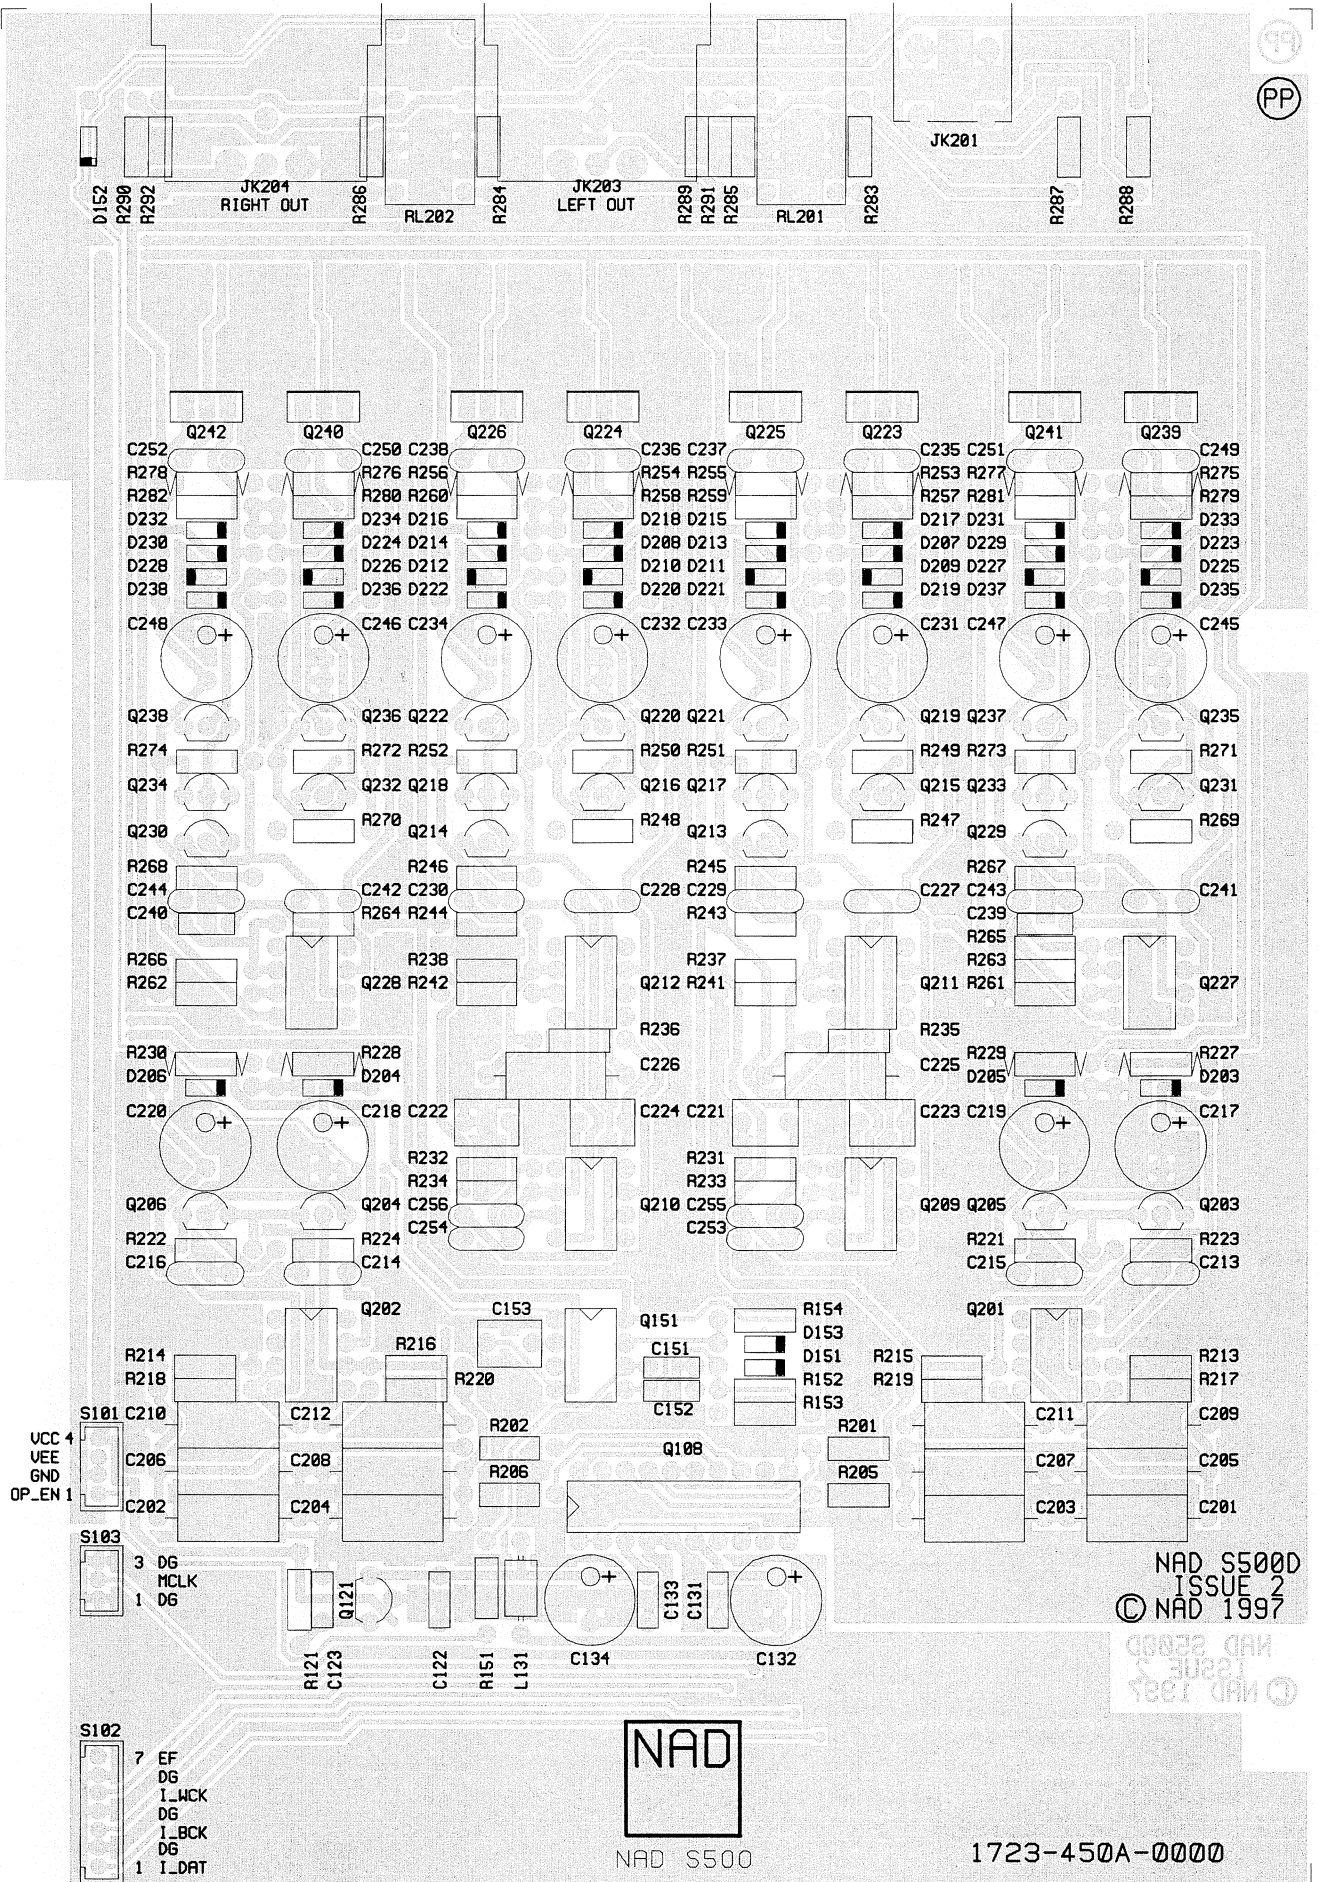 PP
PP
JK201
D152
R290
R292
JK204
RIGHT OUT
R286
RL202
R284
JK203
LEFT OUT
R289
R291
R285
RL201
R283
R287
R288
Q242 Q240 Q226 Q224 Q225 Q223 Q241 Q239
C252 C250 C238 C236 C237 C235 C251 C249
R278 R276 R256 R254 R255 R253 R277 R275
R282 R280 R260 R258 R259 R257 R281 R279
D232 D234 D216 D218 D215 D217 D231 D233
D230 D224 D214 D208 D213 D207 D229 D223
D228 D226 D212 D210 D211 D209 D227 D225
D238 D236 D222 D220 D221 D219 D237 D235
C248 C246 C234 C232 C233 C231 C247 C245
Q238 Q236 Q222 Q220 Q221 Q219 Q237 Q235
R274 R272 R252 R250 R251 R249 R273 R271
Q234 Q232 Q218 Q216 Q217 Q215 Q233 Q231
Q230 R270 Q214 R248 Q213 R247 Q229 R269
R268 R246 R245 R267
C244 C242 C230 C228 C229 C227 C243 C241
C240 R264 R244 R243 C239
R265
R266 R238 R237 R263
R262 Q228 R242 Q212 R241 Q211 R261 Q227
R236 R235
R230 R228 C226 C225 R229 R227
D206 D204 D205 D203
C220 C218 C222 C224 C221 C223 C219 C217
R232 R231
R234 R233
Q206 Q204 C256 Q210 C255 Q209 Q205 Q203
C254 C253
R222 R224 R221 R223
C216 C214 C215 C213
Q202 C153 Q151 R154 Q201
D153
R214 R216 C151 D151 R215 R213
R218 R220 R152 R219 R217
S101 C210 C212 C152 R153 C211 C209
VCC 4 R202 Q108 R201
VEE C206 C208 C207 C205
GND R206 R205
OP_EN 1
C202 C204 C203 C201
S103
3 DG
MCLK
1 DG
Q121
C133
C131
NAD S500D
ISSUE 2
© NAD 1997
R121
C123
C122
R151
L131
C134
C132
NAD S500D
ISSUE 2
© NAD 1997
S102
7 EF
DG
I_WCK
DG
I_BCK
DG
1 I_DAT
NAD
NAD S500
1723-450A-0000